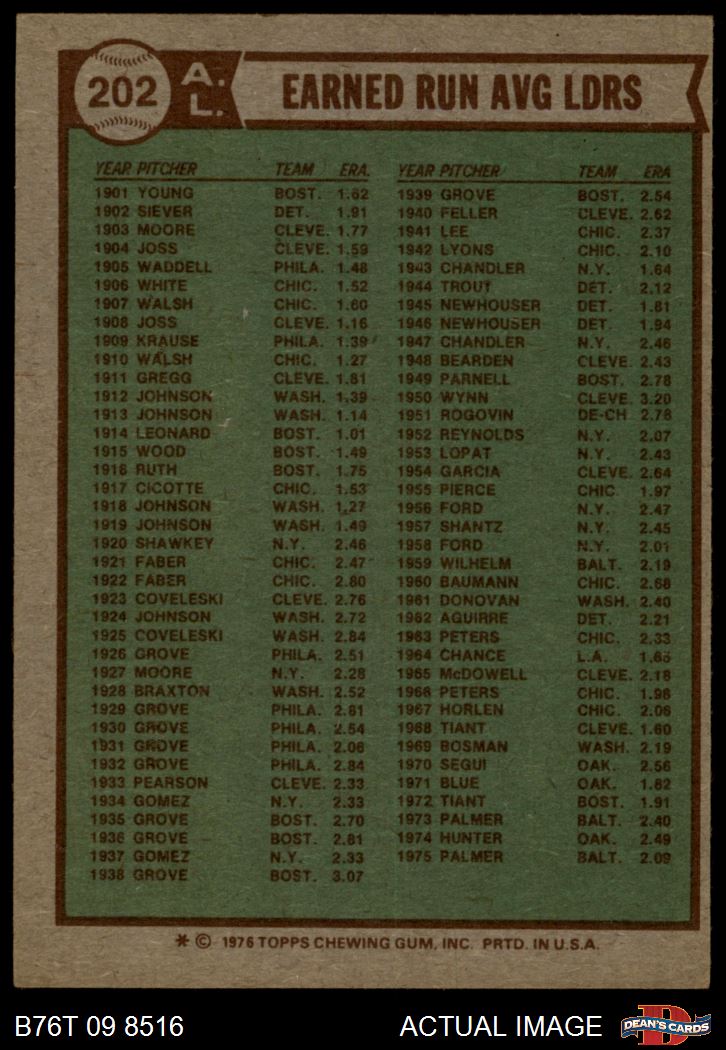 202
A.
L.
EARNED RUN AVG LDRS
YEAR PITCHER TEAM ERA.
1901 YOUNG BOST. 1.62
1902 SIEVER DET. 1.91
1903 MOORE CLEVE. 1.77
1904 JOSS CLEVE. 1.59
1905 WADDELL PHILA. 1.48
1906 WHITE CHIC. 1.52
1907 WALSH CHIC. 1.60
1908 JOSS CLEVE. 1.16
1909 KRAUSE PHILA. 1.39
1910 WALSH CHIC. 1.27
1911 GREGG CLEVE. 1.81
1912 JOHNSON WASH. 1.39
1913 JOHNSON WASH. 1.14
1914 LEONARD BOST. 1.01
1915 WOOD BOST. 1.49
1916 RUTH BOST. 1.75
1917 CICOTTE CHIC. 1.53
1918 JOHNSON WASH. 1.27
1919 JOHNSON WASH. 1.49
1920 SHAWKEY N.Y. 2.46
1921 FABER CHIC. 2.47
1922 FABER CHIC. 2.80
1923 COVELESKI CLEVE. 2.76
1924 JOHNSON WASH. 2.72
1925 COVELESKI WASH. 2.84
1926 GROVE PHILA. 2.51
1927 MOORE N.Y. 2.28
1928 BRAXTON WASH. 2.52
1929 GROVE PHILA. 2.81
1930 GROVE PHILA. 2.54
1931 GROVE PHILA. 2.06
1932 GROVE PHILA. 2.84
1933 PEARSON CLEVE. 2.33
1934 GOMEZ N.Y. 2.33
1935 GROVE BOST. 2.70
1936 GROVE BOST. 2.81
1937 GOMEZ N.Y. 2.33
1938 GROVE BOST. 3.07
YEAR PITCHER TEAM ERA
1939 GROVE BOST. 2.54
1940 FELLER CLEVE. 2.62
1941 LEE CHIC. 2.37
1942 LYONS CHIC. 2.10
1943 CHANDLER N.Y. 1.64
1944 TROUT DET. 2.12
1945 NEWHOUSER DET. 1.81
1946 NEWHOUSER DET. 1.94
1947 CHANDLER N.Y. 2.46
1948 BEARDEN CLEVE. 2.43
1949 PARNELL BOST. 2.78
1950 WYNN CLEVE. 3.20
1951 ROGOVIN DE-CH 2.78
1952 REYNOLDS N.Y. 2.07
1953 LOPAT N.Y. 2.43
1954 GARCIA CLEVE. 2.64
1955 PIERCE CHIC. 1.97
1956 FORD N.Y. 2.47
1957 SHANTZ N.Y. 2.45
1958 FORD N.Y. 2.01
1959 WILHELM BALT. 2.19
1960 BAUMANN CHIC. 2.68
1961 DONOVAN WASH. 2.40
1962 AGUIRRE DET. 2.21
1963 PETERS CHIC. 2.33
1964 CHANCE L.A. 1.65
1965 McDOWELL CLEVE. 2.18
1966 PETERS CHIC. 1.98
1967 HORLEN CHIC. 2.06
1968 TIANT CLEVE. 1.60
1969 BOSMAN WASH. 2.19
1970 SEGUI OAK. 2.56
1971 BLUE OAK. 1.82
1972 TIANT BOST. 1.91
1973 PALMER BALT. 2.40
1974 HUNTER OAK. 2.49
1975 PALMER BALT. 2.09
* © 1976 TOPPS CHEWING GUM, INC. PRTD. IN U.S.A.
B76T 09 8516 ACTUAL IMAGE
D
DEAN'S CARDS